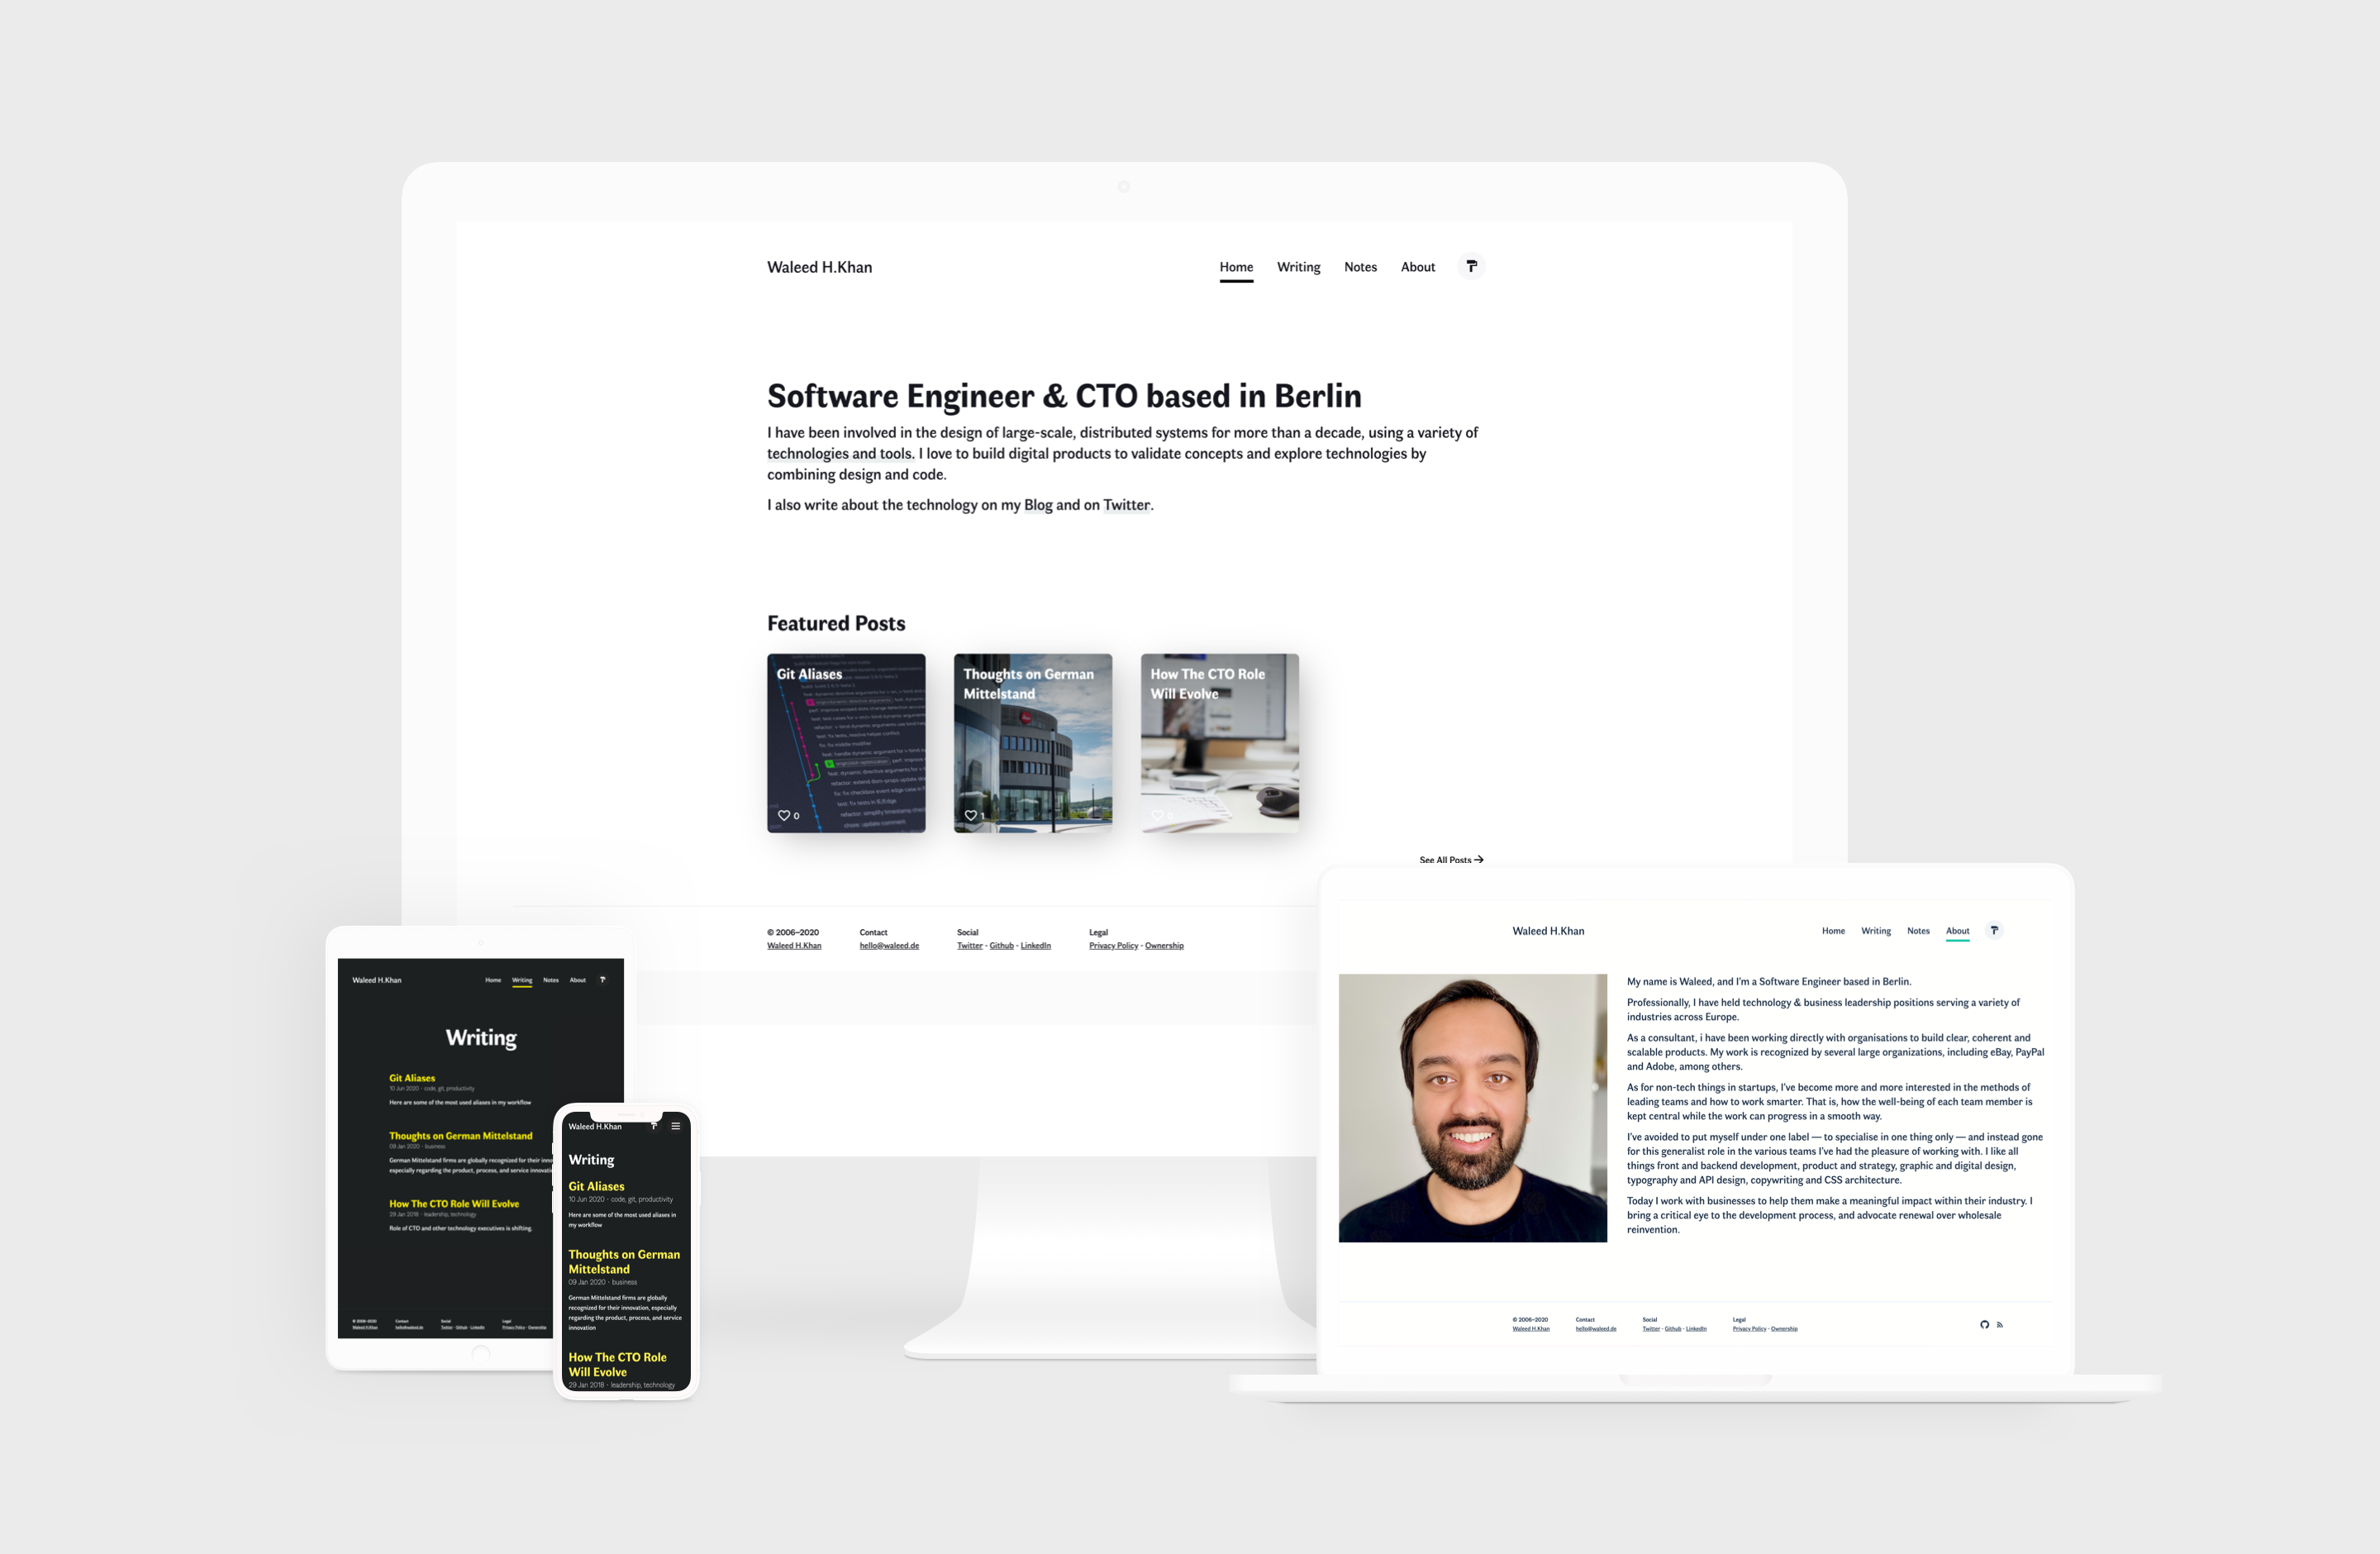 Waleed H.Khan
Home Writing Notes About
Software Engineer & CTO based in Berlin
I have been involved in the design of large-scale, distributed systems for more than a decade, using a variety of
technologies and tools. I love to build digital products to validate concepts and explore technologies by
combining design and code.
I also write about the technology on my Blog and on Twitter.
Featured Posts
Git Aliases
0
Thoughts on German
Mittelstand
1
How The CTO Role
Will Evolve
0
See All Posts →
© 2006–2020
Waleed H.Khan
Contact
hello@waleed.de
Social
Twitter - Github - LinkedIn
Legal
Privacy Policy - Ownership
Waleed H.Khan
Home Writing Notes About
Writing
Git Aliases
10 Jun 2020 · code, git, productivity
Here are some of the most used aliases in my workflow
Thoughts on German Mittelstand
09 Jan 2020 · business
German Mittelstand firms are globally recognized for their
especially regarding the product, process, and service
How The CTO Role Will Evolve
29 Jan 2018 · leadership, technology
Role of CTO and other technology executives is shifting.
© 2006–2020
Waleed H.Khan
Contact
hello@waleed.de
Social
Twitter - Github - LinkedIn
Legal
Privacy Policy - Ownership
Waleed H.Khan
Writing
Git Aliases
10 Jun 2020 · code, git, productivity
Here are some of the most used aliases in
my workflow
Thoughts on German
Mittelstand
09 Jan 2020 · business
German Mittelstand firms are globally
recognized for their innovation, especially
regarding the product, process, and service
innovation
How The CTO Role
Will Evolve
29 Jan 2018 · leadership, technology
Waleed H.Khan
Home Writing Notes About
My name is Waleed, and I'm a Software Engineer based in Berlin.
Professionally, I have held technology & business leadership positions serving a variety of
industries across Europe.
As a consultant, i have been working directly with organisations to build clear, coherent and
scalable products. My work is recognized by several large organizations, including eBay, PayPal
and Adobe, among others.
As for non-tech things in startups, I've become more and more interested in the methods of
leading teams and how to work smarter. That is, how the well-being of each team member is
kept central while the work can progress in a smooth way.
I've avoided to put myself under one label — to specialise in one thing only — and instead gone
for this generalist role in the various teams I've had the pleasure of working with. I like all
things front and backend development, product and strategy, graphic and digital design,
typography and API design, copywriting and CSS architecture.
Today I work with businesses to help them make a meaningful impact within their industry. I
bring a critical eye to the development process, and advocate renewal over wholesale
reinvention.
© 2006–2020
Waleed H.Khan
Contact
hello@waleed.de
Social
Twitter - Github - LinkedIn
Legal
Privacy Policy - Ownership